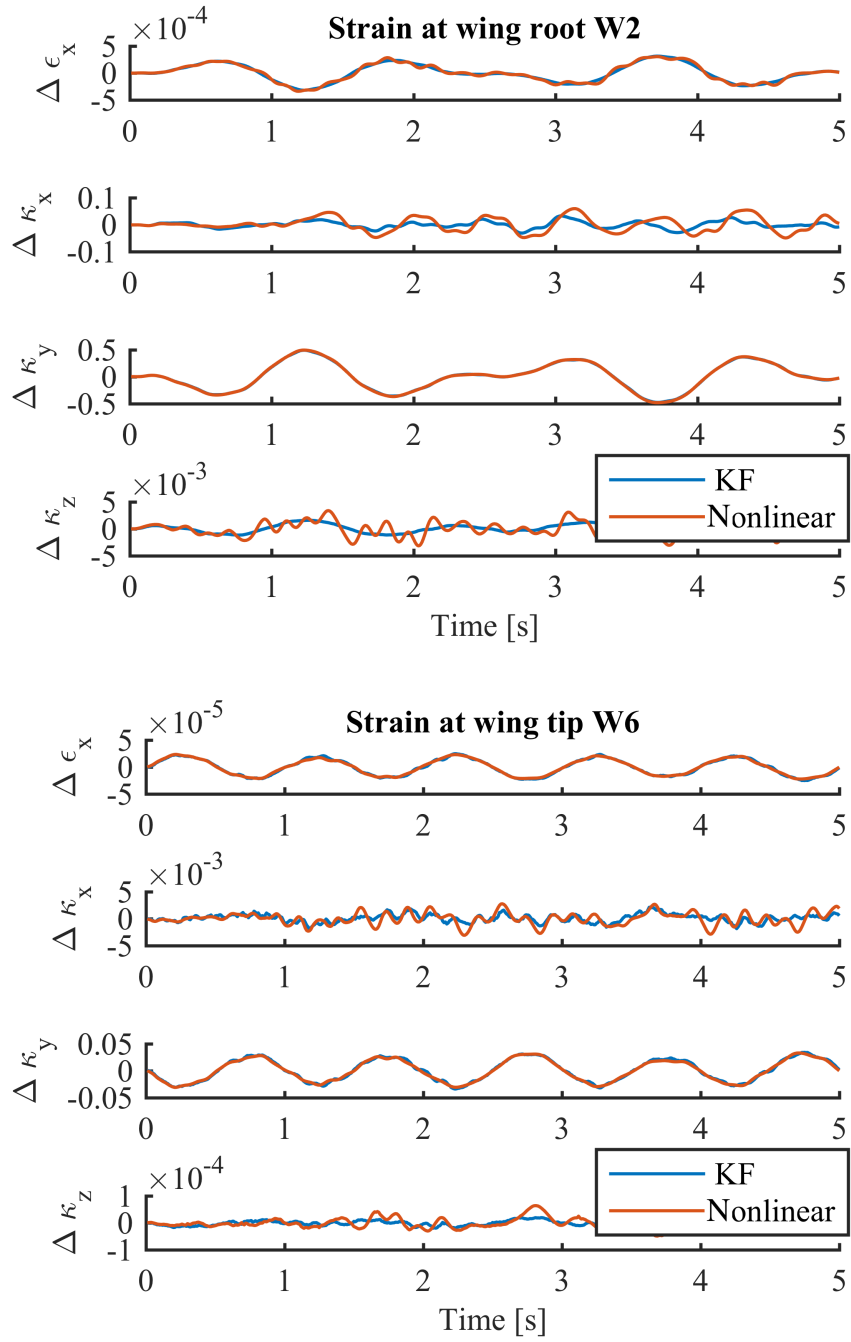 Strain at wing root W2
×10-4
Δ ϵx
5
0
-5
0 1 2 3 4 5
Δ κx
0.1
0
-0.1
0 1 2 3 4 5
Δ κy
0.5
0
-0.5
0 1 2 3 4 5
×10-3
Δ κz
5
0
-5
KF
Nonlinear
0 1 2 3 4 5
Time [s]
Strain at wing tip W6
×10-5
Δ ϵx
5
0
-5
0 1 2 3 4 5
×10-3
Δ κx
5
0
-5
0 1 2 3 4 5
Δ κy
0.05
0
-0.05
0 1 2 3 4 5
×10-4
Δ κz
1
0
-1
KF
Nonlinear
0 1 2 3 4 5
Time [s]